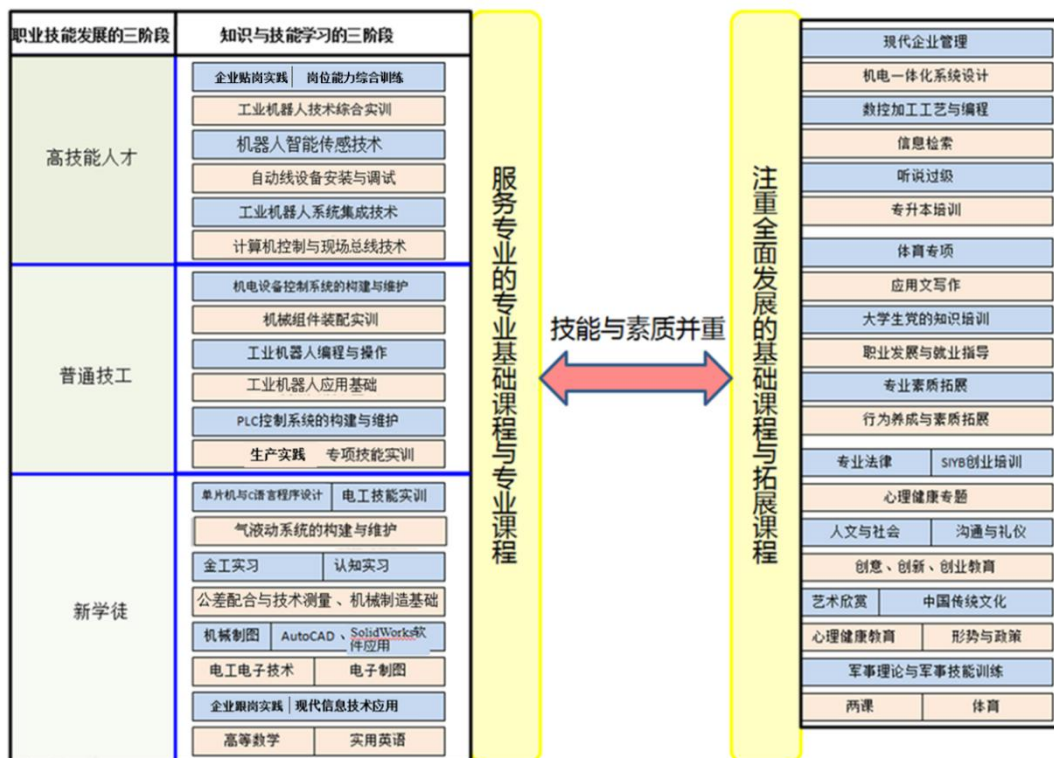 职业技能发展的三阶段
知识与技能学习的三阶段
高技能人才
企业贴岗实践 岗位能力综合训练
工业机器人技术综合实训
机器人智能传感技术
自动线设备安装与调试
工业机器人系统集成技术
计算机控制与现场总线技术
普通技工
机电设备控制系统的构建与维护
机械组件装配实训
工业机器人编程与操作
工业机器人应用基础
PLC控制系统的构建与维护
生产实践 专项技能实训
新学徒
单片机与C语言程序设计 电工技能实训
气液动系统的构建与维护
金工实习 认知实习
公差配合与技术测量、机械制造基础
机械制图 AutoCAD、SolidWorks软
件应用
电工电子技术 电子制图
企业跟岗实践 现代信息技术应用
高等数学 实用英语
服务专业的专业基础课程与专业课程
技能与素质并重
注重全面发展的基础课程与拓展课程
现代企业管理
机电一体化系统设计
数控加工工艺与编程
信息检索
听说过级
专升本培训
体育专项
应用文写作
大学生党的知识培训
职业发展与就业指导
专业素质拓展
行为养成与素质拓展
专业法律 SIYB创业培训
心理健康专题
人文与社会 沟通与礼仪
创意、创新、创业教育
艺术欣赏 中国传统文化
心理健康教育 形势与政策
军事理论与军事技能训练
两课 体育